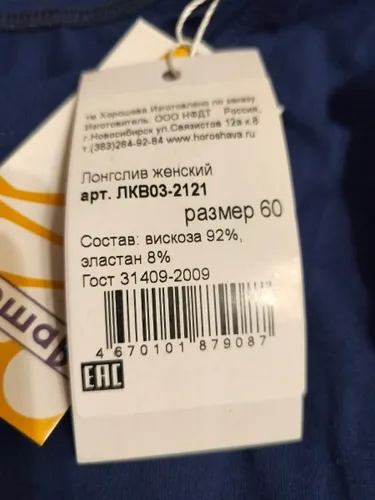 тм Хорошава Изготовлено по заказу
Изготовитель: ООО НФДТ Россия,
г.Новосибирск ул.Связистов 12а к.8
т.(383)284-92-84 www.horoshava.ru
Лонгслив женский
арт. ЛКВ03-2121
размер 60
Состав: вискоза 92%,
эластан 8%
Гост 31409-2009
4 670101 879087
ЕАС